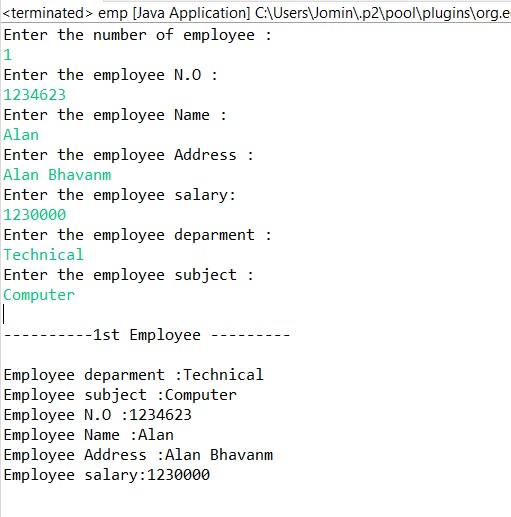 <terminated> emp [Java Application] C:\Users\Jomin\.p2\pool\plugins\org.e
Enter the number of employee :
1
Enter the employee N.O :
1234623
Enter the employee Name :
Alan
Enter the employee Address :
Alan Bhavanm
Enter the employee salary:
1230000
Enter the employee deparment :
Technical
Enter the employee subject :
Computer
----------1st Employee ---------
Employee deparment :Technical
Employee subject :Computer
Employee N.O :1234623
Employee Name :Alan
Employee Address :Alan Bhavanm
Employee salary:1230000